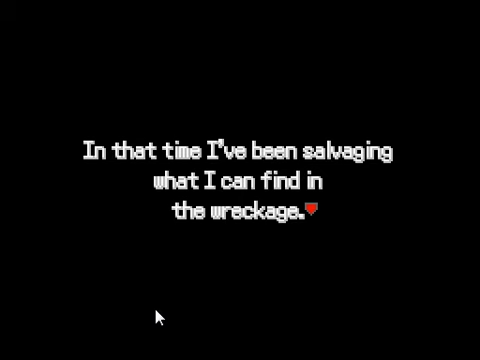 In that time I've been salvaging
what I can find in
the wreckage.